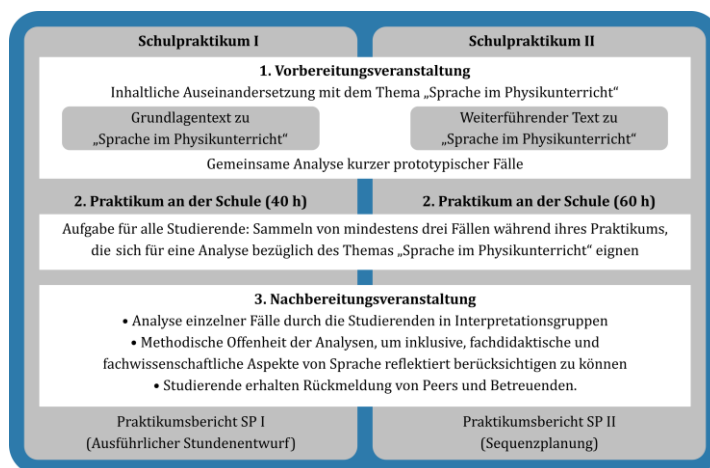 Schulpraktikum I
Schulpraktikum II
1. Vorbereitungsveranstaltung
Inhaltliche Auseinandersetzung mit dem Thema „Sprache im Physikunterricht“
Grundlagentext zu
„Sprache im Physikunterricht“
Weiterführender Text zu
„Sprache im Physikunterricht“
Gemeinsame Analyse kurzer prototypischer Fälle
2. Praktikum an der Schule (40 h)
2. Praktikum an der Schule (60 h)
Aufgabe für alle Studierende: Sammeln von mindestens drei Fällen während ihres Praktikums,
die sich für eine Analyse bezüglich des Themas „Sprache im Physikunterricht“ eignen
3. Nachbereitungsveranstaltung
• Analyse einzelner Fälle durch die Studierenden in Interpretationsgruppen
• Methodische Offenheit der Analysen, um inklusive, fachdidaktische und
fachwissenschaftliche Aspekte von Sprache reflektiert berücksichtigen zu können
• Studierende erhalten Rückmeldung von Peers und Betreuenden.
Praktikumsbericht SP I
(Ausführlicher Stundenentwurf)
Praktikumsbericht SP II
(Sequenzplanung)